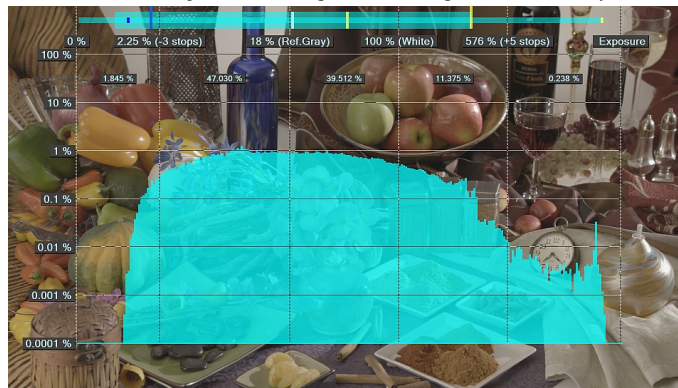 0 %
2.25 % (-3 stops)
18 % (Ref.Gray)
100 % (White)
576 % (+5 stops)
Exposure
100 %
1.845 %
47.030 %
39.512 %
11.375 %
0.238 %
10 %
1 %
0.1 %
0.01 %
0.001 %
0.0001 %